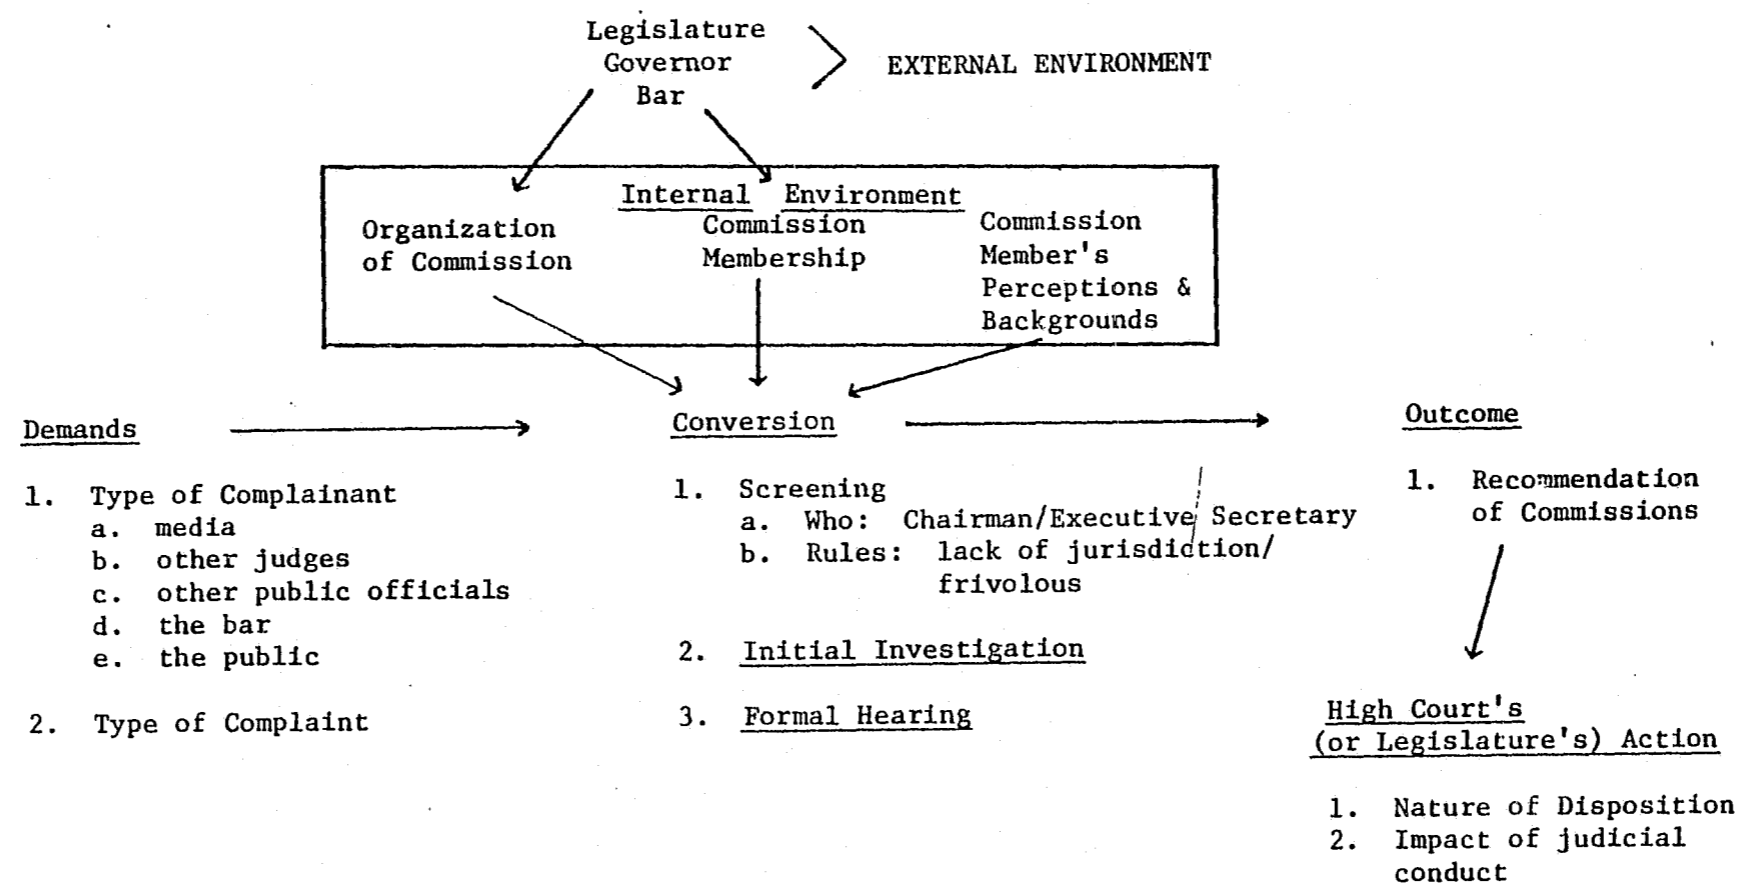 Legislature
Governor
Bar
EXTERNAL ENVIRONMENT
Internal Environment
Organization
of Commission
Commission
Membership
Commission
Member's
Perceptions &
Backgrounds
Demands
1. Type of Complainant
a. media
b. other judges
c. other public officials
d. the bar
e. the public
2. Type of Complaint
Conversion
1. Screening
a. Who: Chairman/Executive Secretary
b. Rules: lack of jurisdiction/
frivolous
2. Initial Investigation
3. Formal Hearing
Outcome
1. Recommendation
of Commissions
High Court's
(or Legislature's) Action
1. Nature of Disposition
2. Impact of judicial
conduct